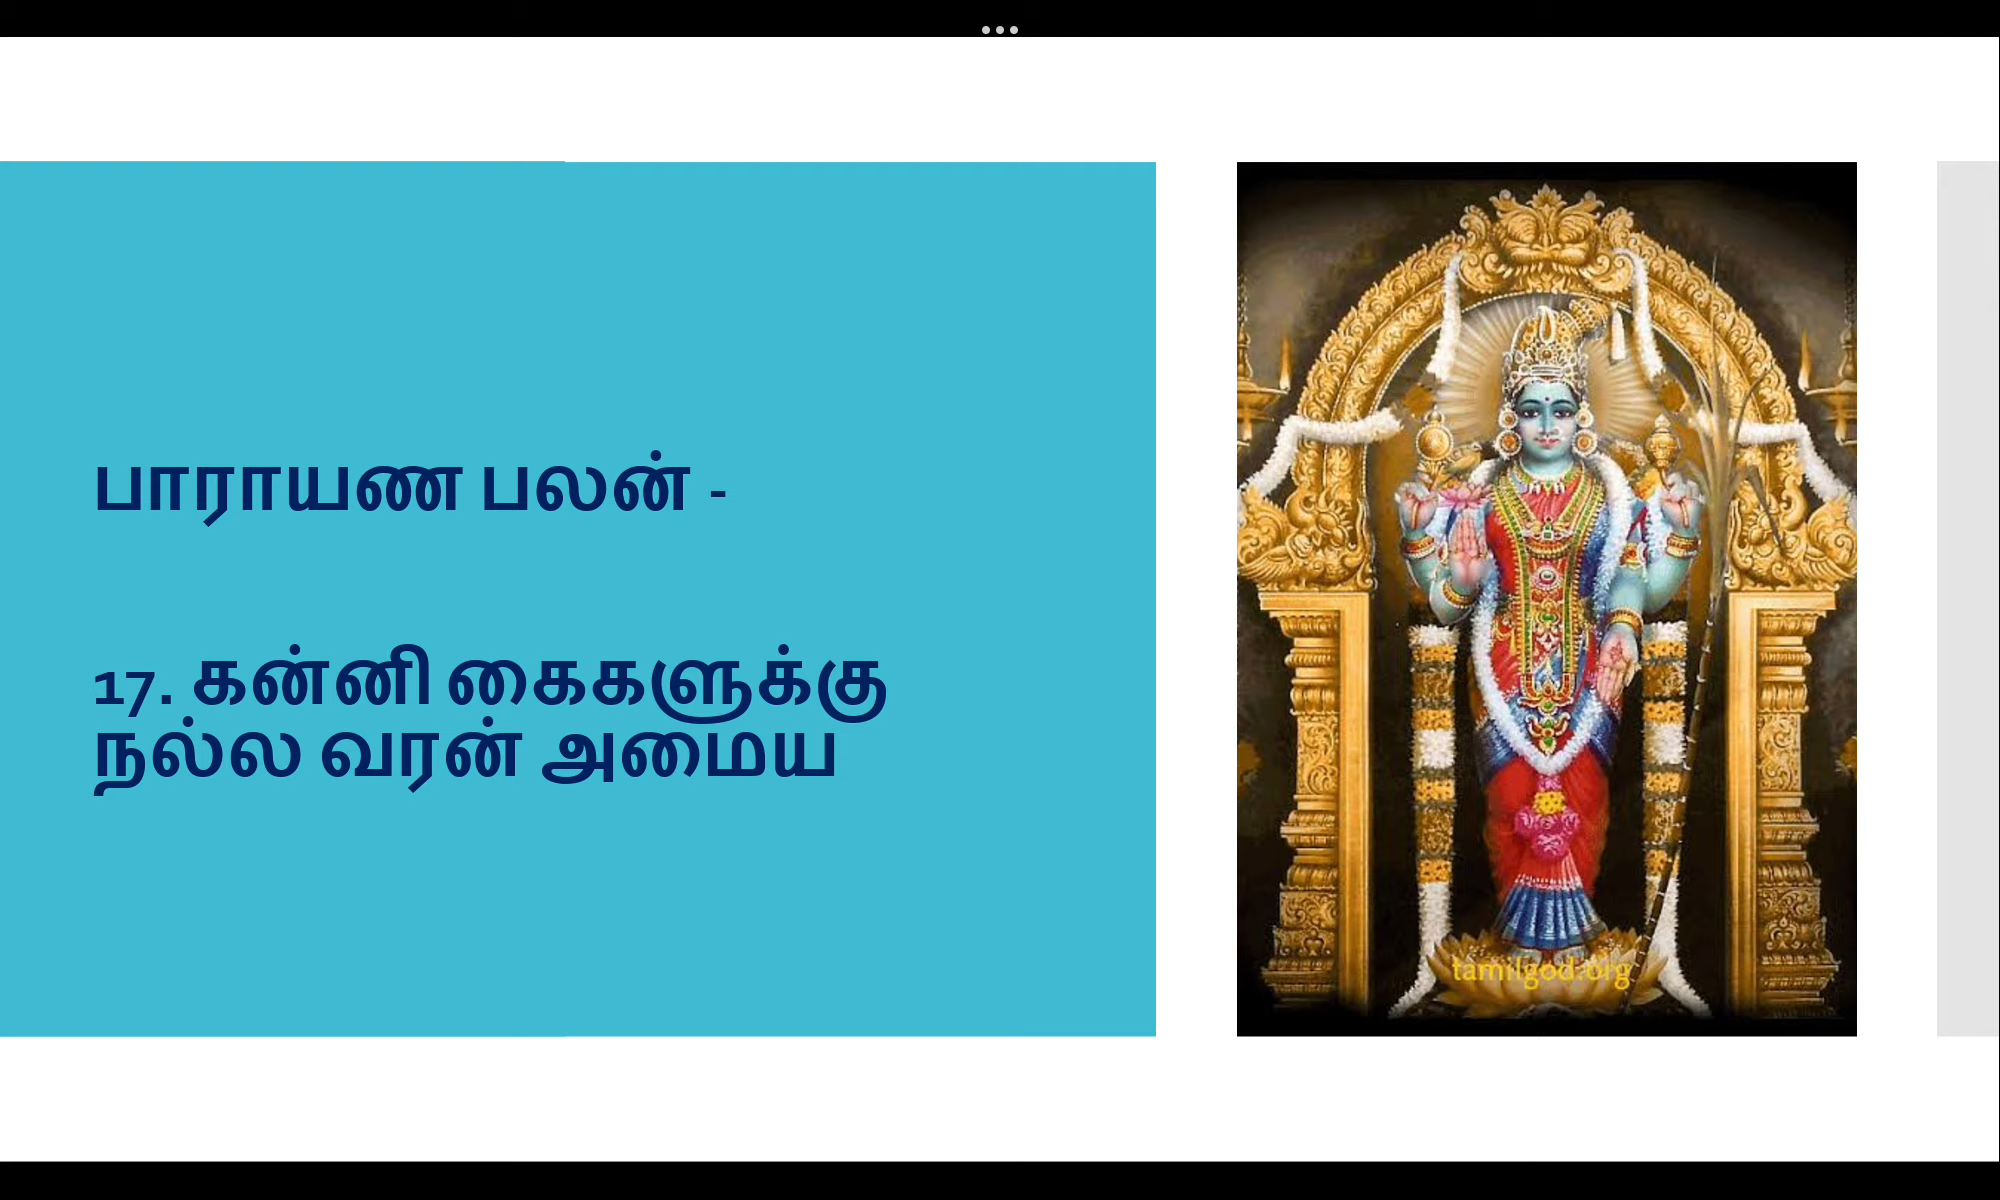 பாராயண பலன் -
17. கன்னி கைகளுக்கு
நல்ல வரன் அமைய
tamilgod.org